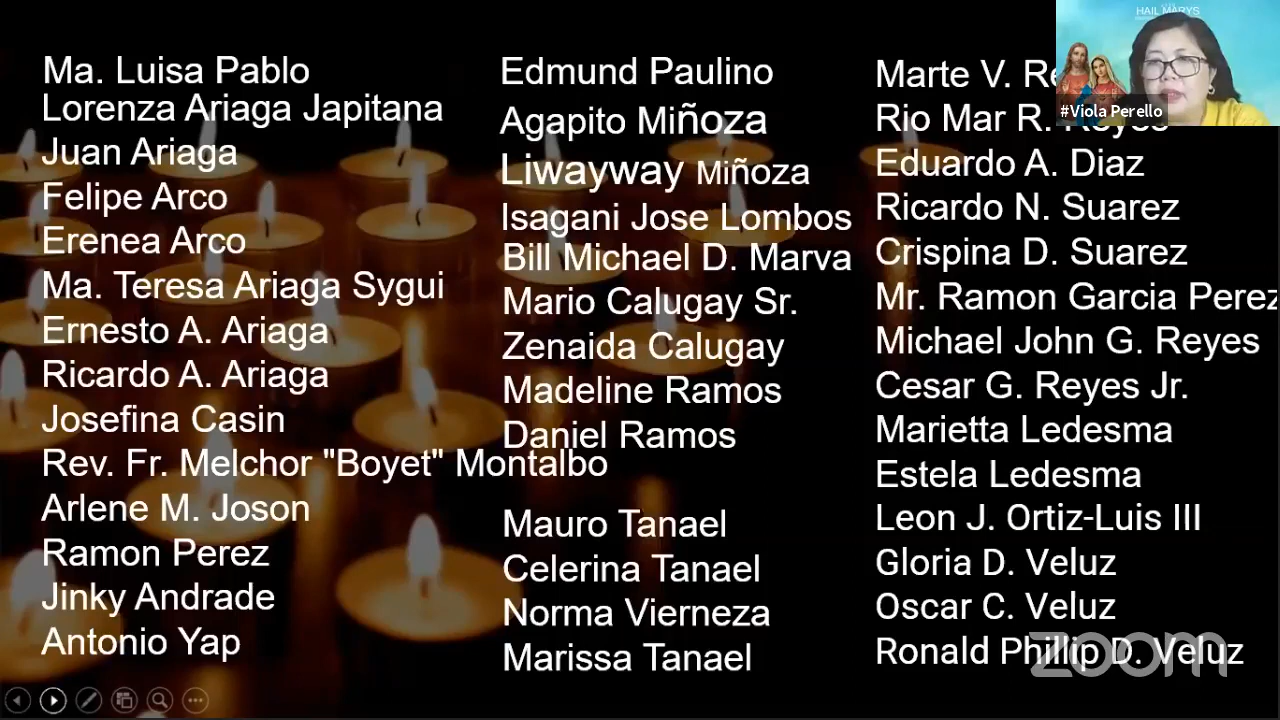 Ma. Luisa Pablo
Lorenza Ariaga Japitana
Juan Ariaga
Felipe Arco
Erenea Arco
Ma. Teresa Ariaga Sygui
Ernesto A. Ariaga
Ricardo A. Ariaga
Josefina Casin
Rev. Fr. Melchor "Boyet" Montalbo
Arlene M. Joson
Ramon Perez
Jinky Andrade
Antonio Yap
Edmund Paulino
Agapito Miñoza
Liwayway Miñoza
Isagani Jose Lombos
Bill Michael D. Marva
Mario Calugay Sr.
Zenaida Calugay
Madeline Ramos
Daniel Ramos
Mauro Tanael
Celerina Tanael
Norma Vierneza
Marissa Tanael
Marte V.
Rio Mar R. Reyes
Eduardo A. Diaz
Ricardo N. Suarez
Crispina D. Suarez
Mr. Ramon Garcia Perez
Michael John G. Reyes
Cesar G. Reyes Jr.
Marietta Ledesma
Estela Ledesma
Leon J. Ortiz-Luis III
Gloria D. Veluz
Oscar C. Veluz
Ronald Phillip D. Veluz
HAIL MARYS
#Viola Perello
zoom